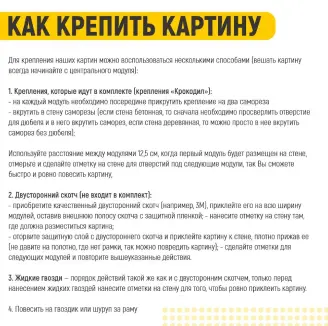 КАК КРЕПИТЬ КАРТИНУ
Для крепления наших картин можно воспользоваться несколькими способами (вешать картину
всегда начинайте с центрального модуля):
1. Крепления, которые идут в комплекте (крепления «Крокодил»):
- на каждый модуль необходимо посередине прикрутить крепление на два самореза
- вкрутить в стену саморезы (если стена бетонная, то сначала необходимо просверлить отверстие
для дюбеля и в него вкрутить саморез, если стена деревянная, то можно просто в нее вкрутить
саморез без дюбеля);
Используйте расстояние между модулями 12,5 см, когда первый модуль будет размещен на стене,
отмерьте и сделайте отметку на стене для отверстий под следующие модули, так Вы сможете
быстро и ровно повесить картину,
2. Двусторонний скотч (не входит в комплект):
- приобретите качественный двусторонний скотч (например, 3М), приклейте его на всю ширину
модулей, оставив внешнюю полосу скотча с защитной пленкой; - нанесите отметку на стену там,
где должна разместиться картина;
- оторвите защитную слой с двустороннего скотча и приклейте картину к стене, плотно прижав ее
(не давите на полотно, где нет рамки, так можно повредить картину); - сделайте отметки для
следующих модулей и повторите вышеуказанные действия.
3. Жидкие гвозди – порядок действий такой же как и с двусторонним скотчем, только перед
нанесением жидких гвоздей нанесите отметки на стену для того, чтобы ровно приклеить картину.
4. Повесить на гвоздик или шуруп за раму